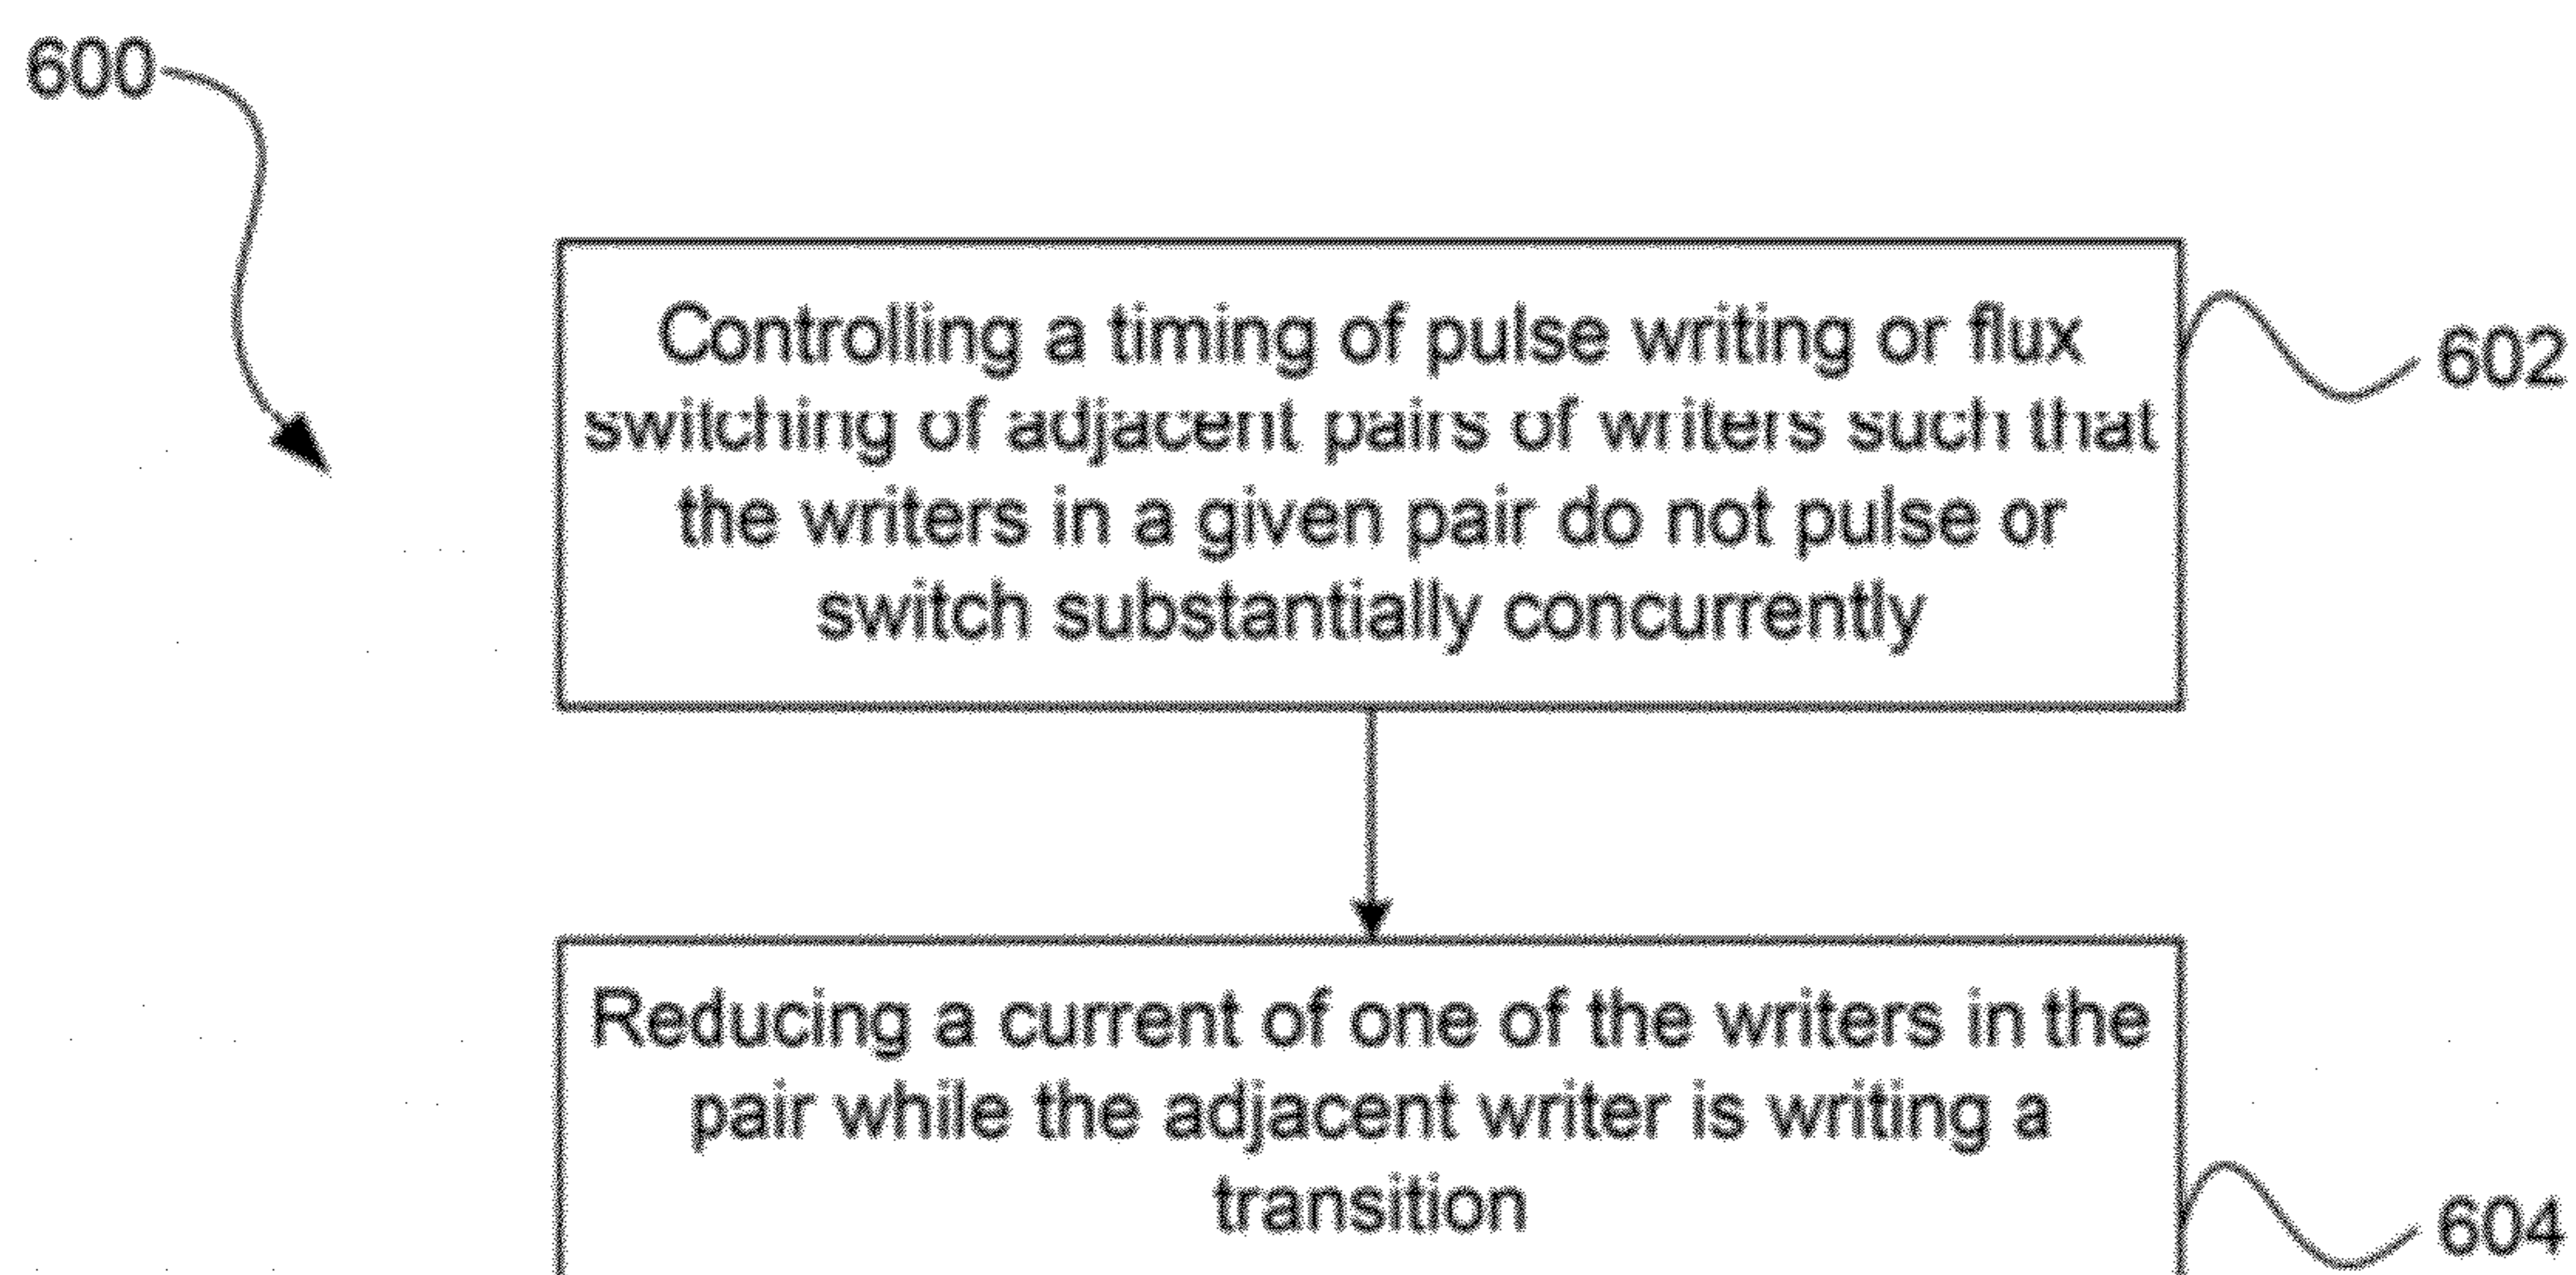 600
Controlling a timing of pulse writing or flux
switching of adjacent pairs of writers such that
the writers in a given pair do not pulse or
switch substantially concurrently
602
Reducing a current of one of the writers in the
pair while the adjacent writer is writing a
transition
604